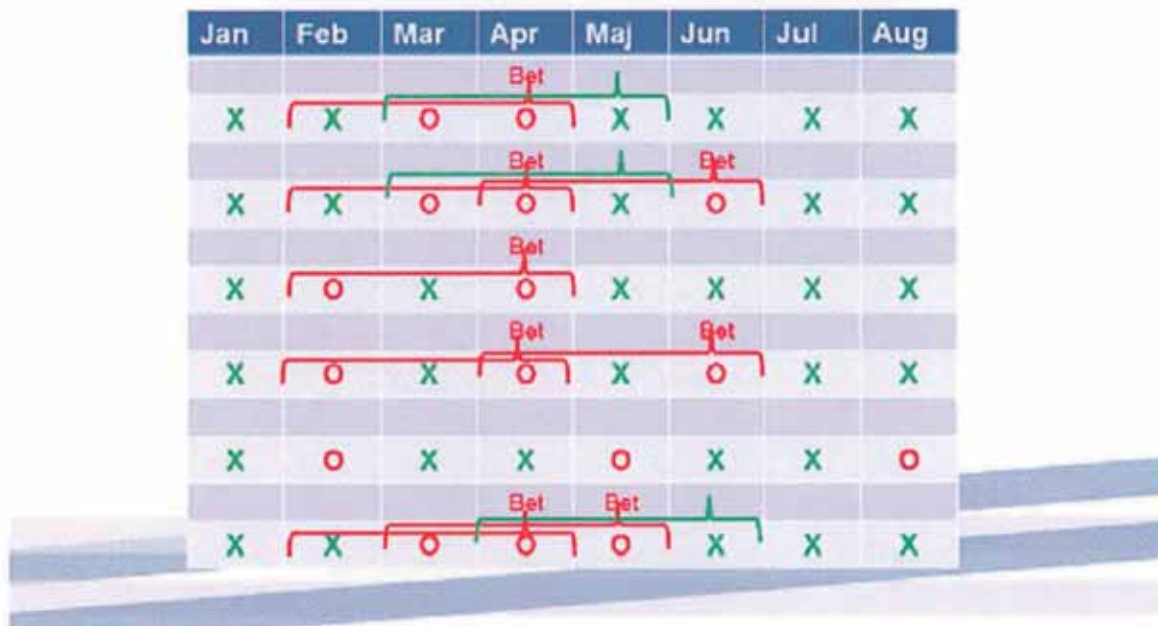 Jan Feb Mar Apr Maj Jun Jul Aug
Bet
X X O O X X X X
Bet Bet
X X O O X O X X
Bet
X O X O X X X X
Bet Bet
X O X O X O X X
X O X X O X X O
Bet Bet
X X O O O X X X